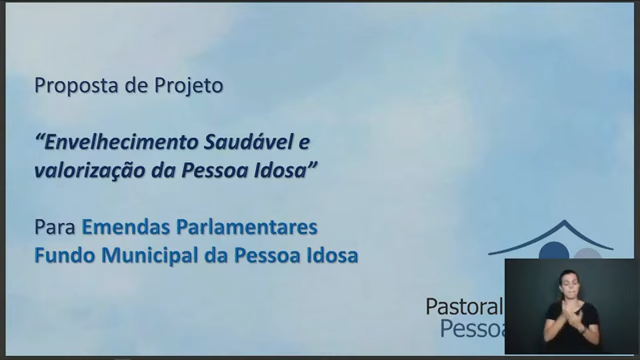 Proposta de Projeto
“Envelhecimento Saudável e
valorização da Pessoa Idosa”
Para Emendas Parlamentares
Fundo Municipal da Pessoa Idosa
Pastoral
Pessoa